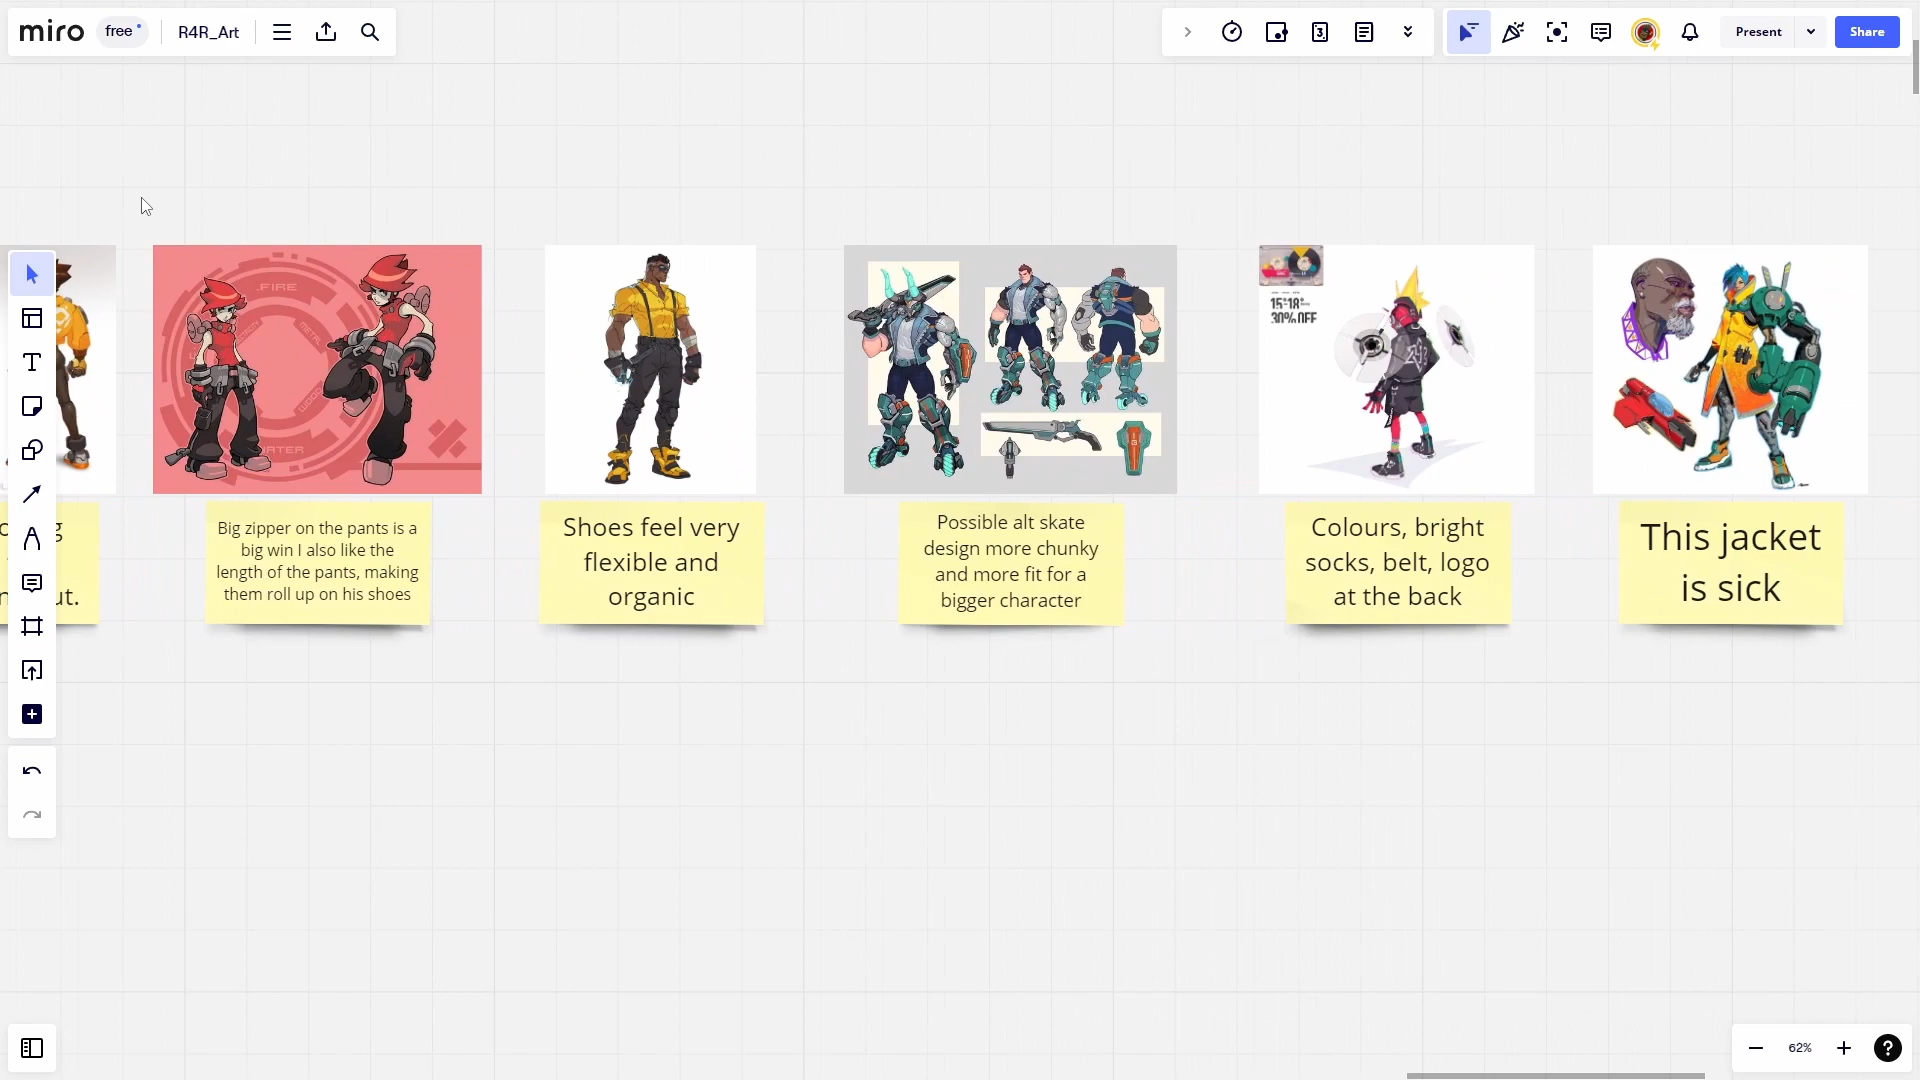 miro
free
R4R_Art
Present
Share
.FIRE
METAL
WOOD
WATER
15
18
30% OFF
Big zipper on the pants is a
big win I also like the
length of the pants, making
them roll up on his shoes
Shoes feel very
flexible and
organic
Possible alt skate
design more chunky
and more fit for a
bigger character
Colours, bright
socks, belt, logo
at the back
This jacket
is sick
62%